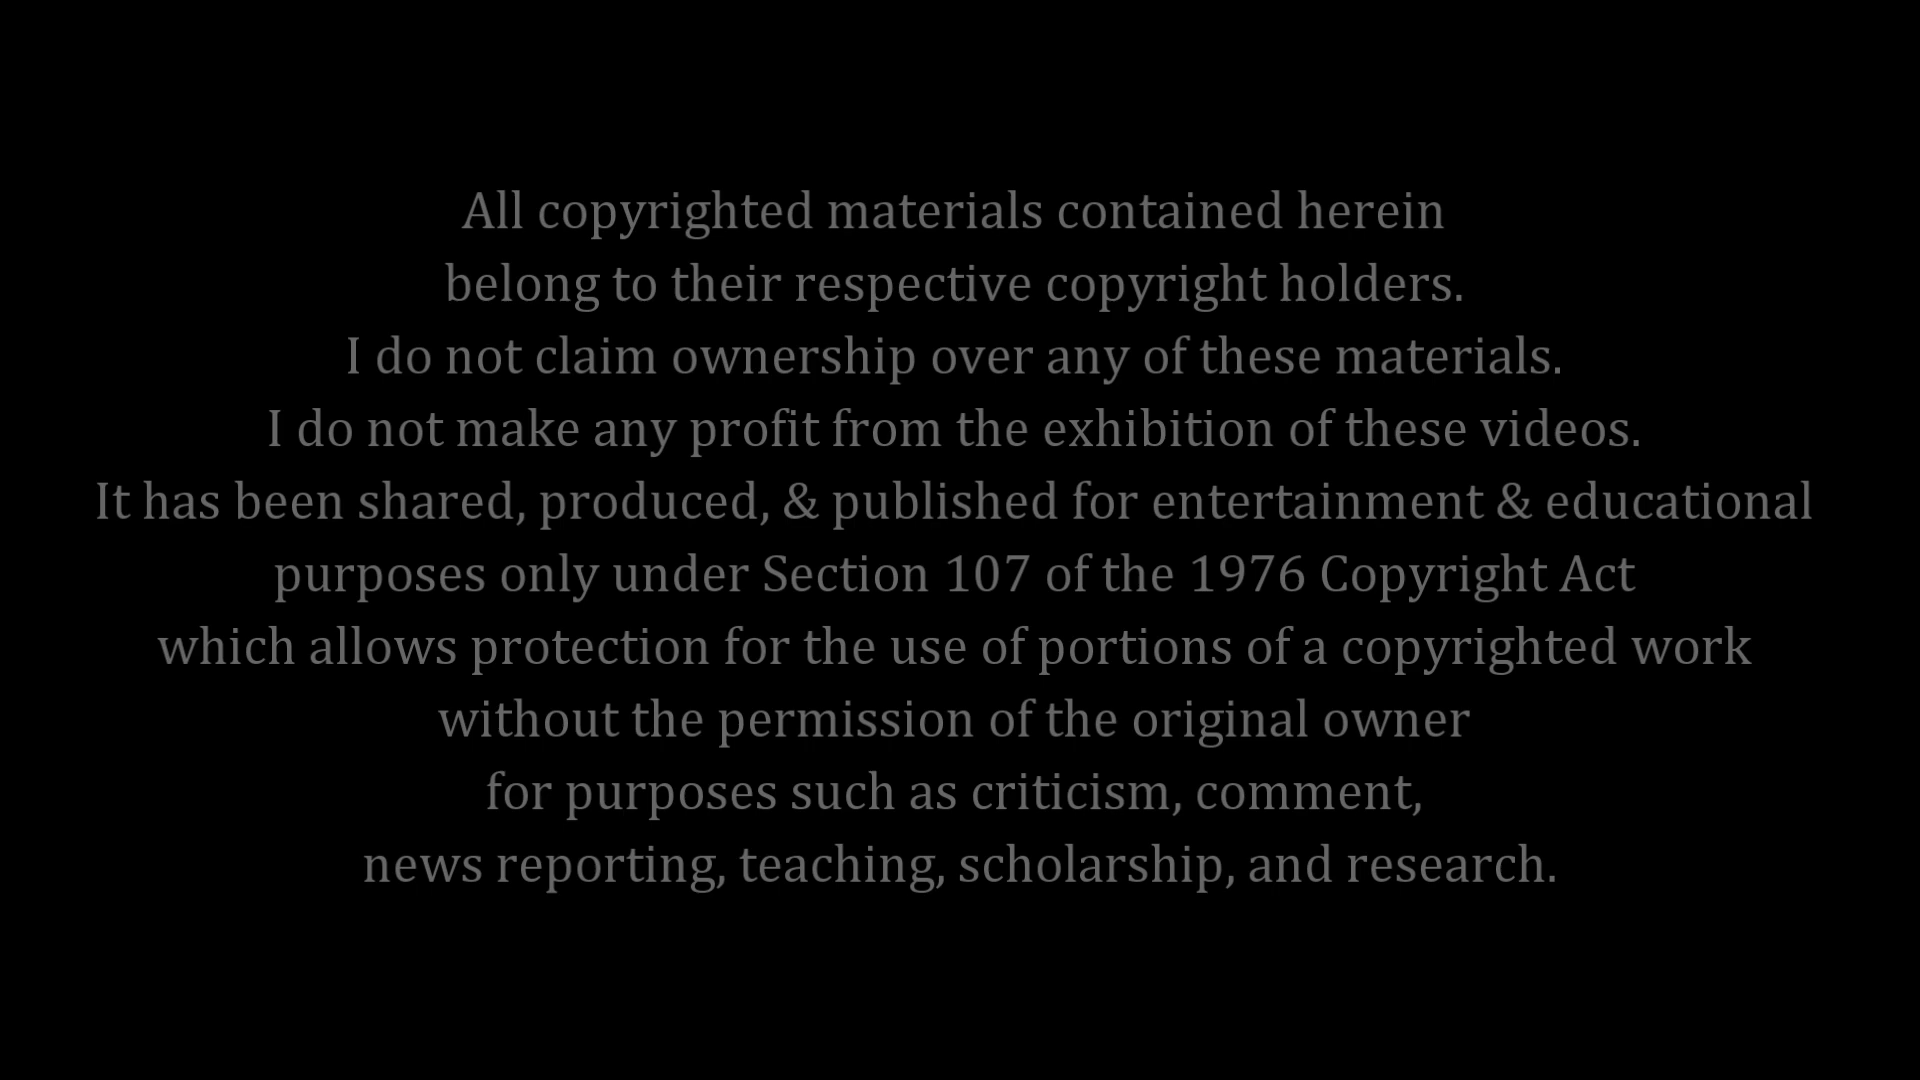 All copyrighted materials contained herein
belong to their respective copyright holders.
I do not claim ownership over any of these materials.
I do not make any profit from the exhibition of these videos.
It has been shared, produced, & published for entertainment & educational
purposes only under Section 107 of the 1976 Copyright Act
which allows protection for the use of portions of a copyrighted work
without the permission of the original owner
for purposes such as criticism, comment,
news reporting, teaching, scholarship, and research.